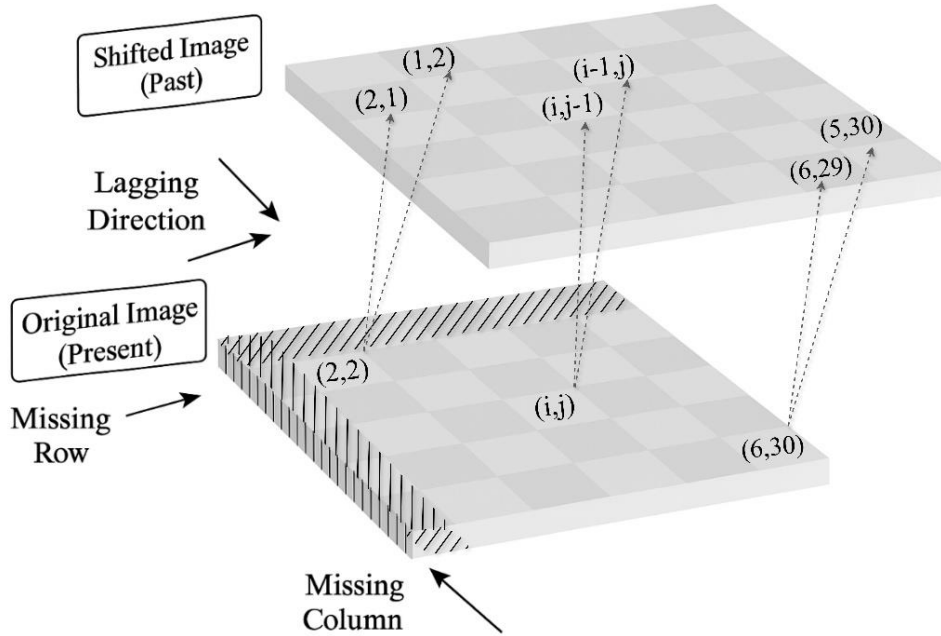 Shifted Image
(Past)
(1,2)
(2,1)
(i-1,j)
(i,j-1)
(5,30)
(6,29)
Lagging
Direction
Original Image
(Present)
(2,2)
(i,j)
(6,30)
Missing
Row
Missing
Column